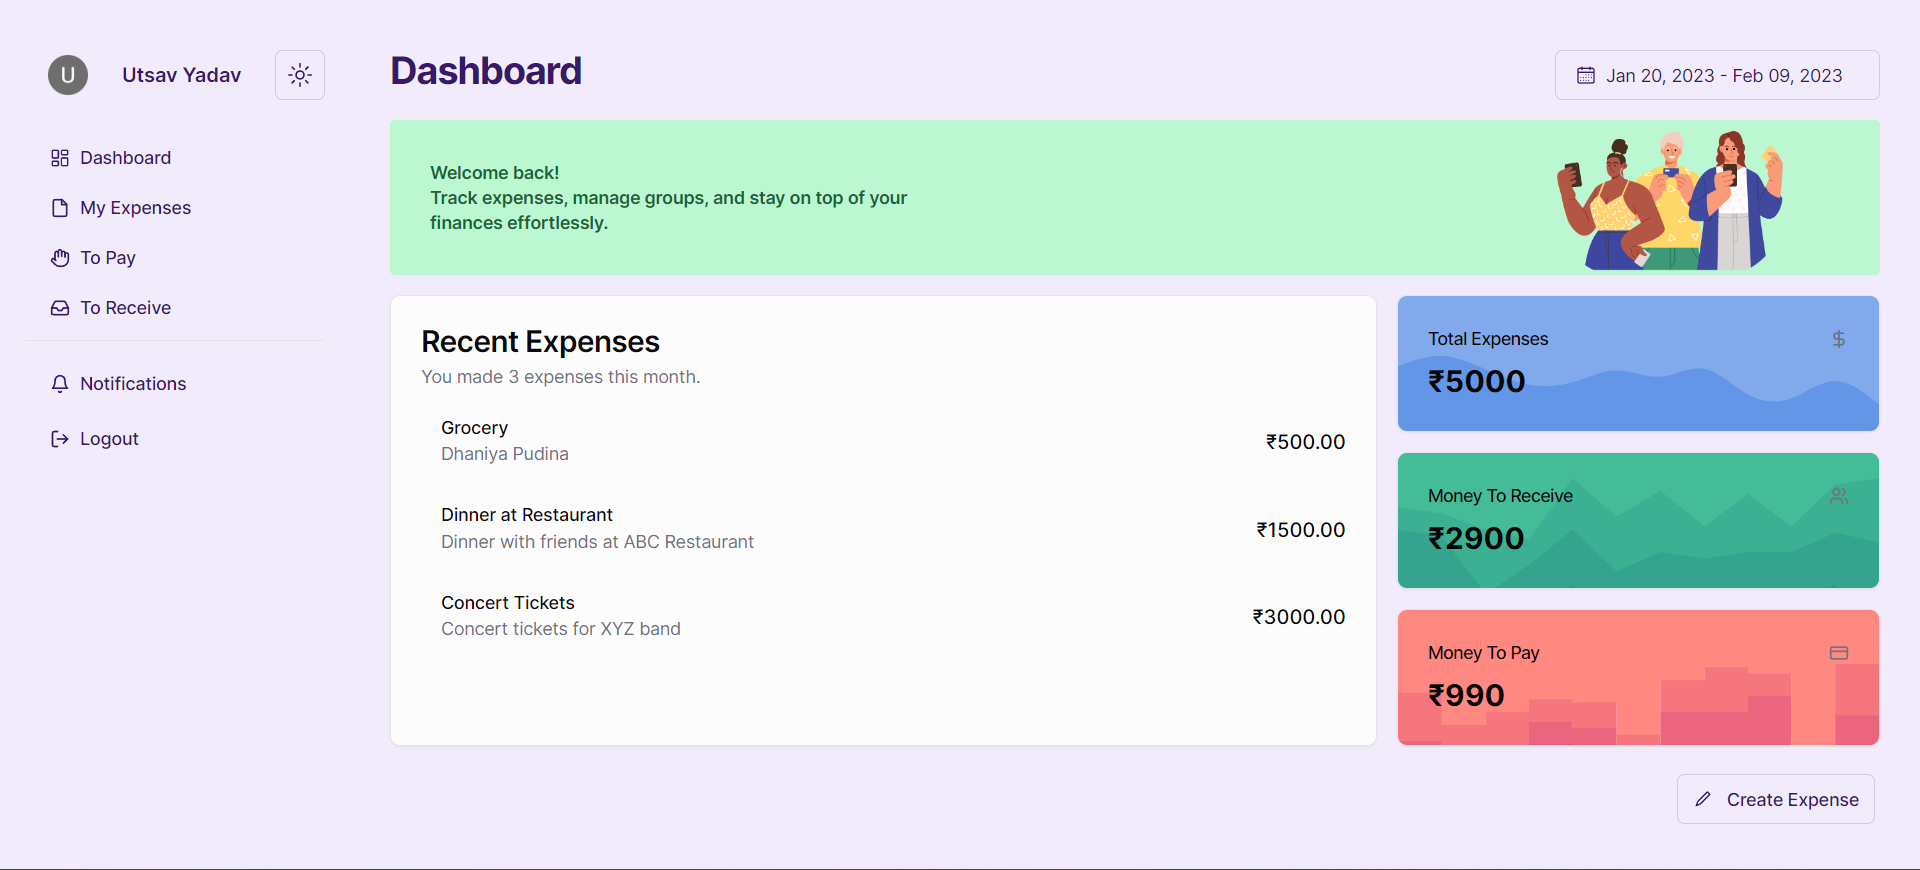 U
Utsav Yadav
Dashboard
My Expenses
To Pay
To Receive
Notifications
Logout
Dashboard
Jan 20, 2023 - Feb 09, 2023
Welcome back!
Track expenses, manage groups, and stay on top of your
finances effortlessly.
Recent Expenses
You made 3 expenses this month.
Grocery
Dhaniya Pudina
₹500.00
Dinner at Restaurant
Dinner with friends at ABC Restaurant
₹1500.00
Concert Tickets
Concert tickets for XYZ band
₹3000.00
Total Expenses
$
₹5000
Money To Receive
₹2900
Money To Pay
₹990
Create Expense